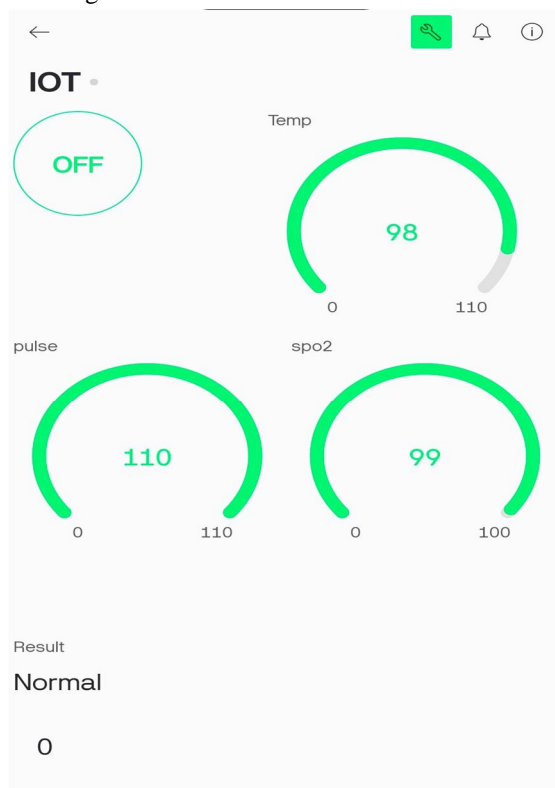 IOT
OFF
Temp
98
0 110
pulse
110
0 110
spo2
99
0 100
Result
Normal
0